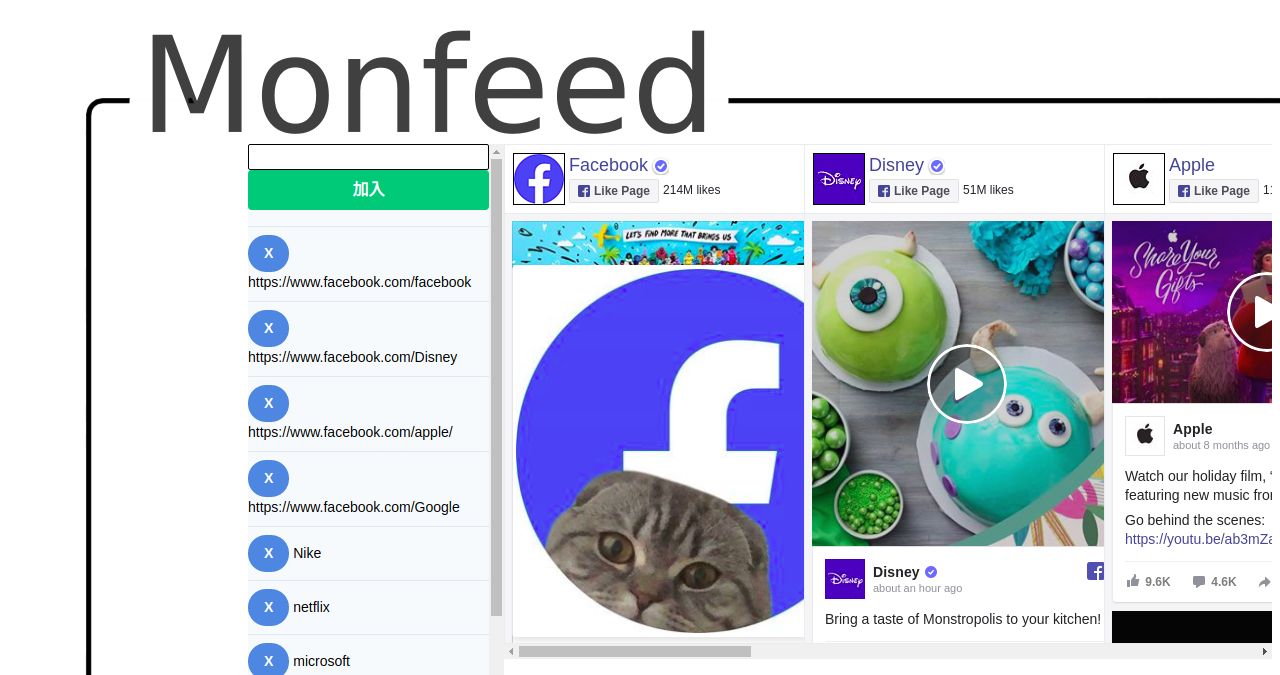 Monfeed
加入
X
https://www.facebook.com/facebook
X
https://www.facebook.com/Disney
X
https://www.facebook.com/apple/
X
https://www.facebook.com/Google
X Nike
X netflix
X microsoft
Facebook
Like Page 214M likes
LET'S FIND MORE THAT BRINGS US
Disney
Disney
Like Page 51M likes
Disney
Disney
about an hour ago
Bring a taste of Monstropolis to your kitchen!
Apple
Like Page
Share Your
Gifts
Apple
about 8 months ago
Watch our holiday film,
featuring new music from
Go behind the scenes:
https://youtu.be/ab3mZa
9.6K 4.6K